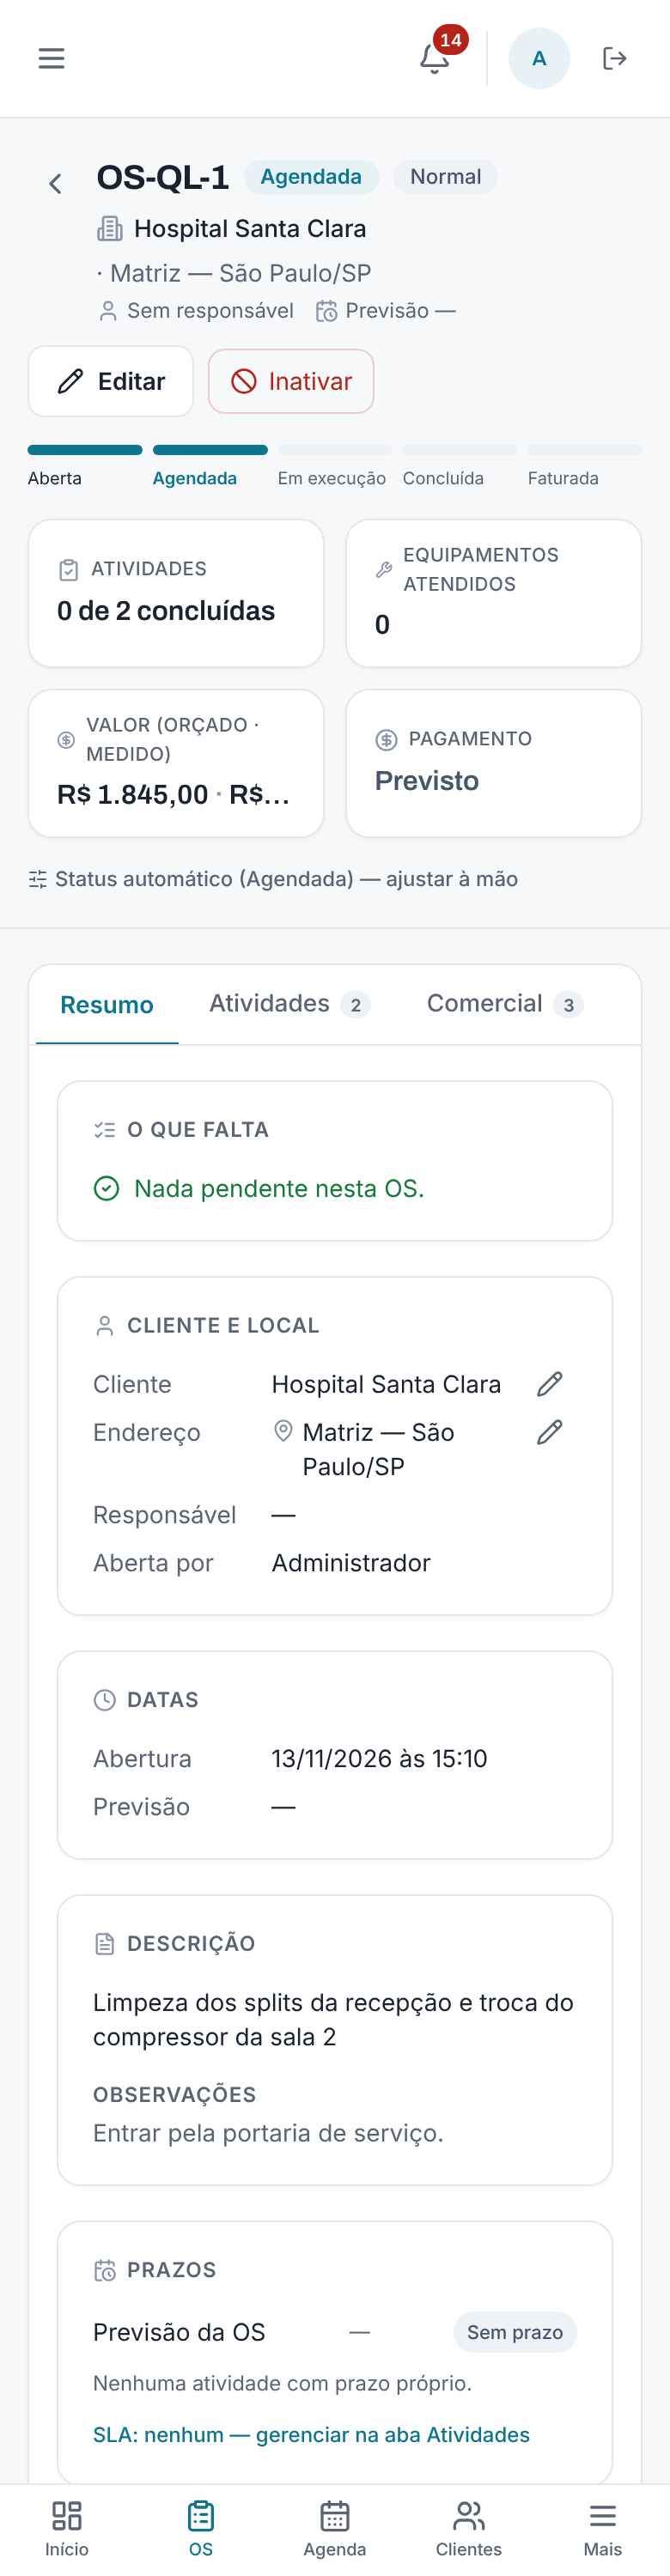 14
A
OS-QL-1 Agendada Normal
Hospital Santa Clara
· Matriz — São Paulo/SP
Sem responsável Previsão —
Editar Inativar
Aberta Agendada Em execução Concluída Faturada
ATIVIDADES
0 de 2 concluídas
EQUIPAMENTOS
ATENDIDOS
0
VALOR (ORÇADO ·
MEDIDO)
R$ 1.845,00 · R$...
PAGAMENTO
Previsto
Status automático (Agendada) — ajustar à mão
Resumo Atividades 2 Comercial 3
O QUE FALTA
Nada pendente nesta OS.
CLIENTE E LOCAL
Cliente Hospital Santa Clara
Endereço Matriz — São
Paulo/SP
Responsável —
Aberta por Administrador
DATAS
Abertura 13/11/2026 às 15:10
Previsão —
DESCRIÇÃO
Limpeza dos splits da recepção e troca do
compressor da sala 2
OBSERVAÇÕES
Entrar pela portaria de serviço.
PRAZOS
Previsão da OS — Sem prazo
Nenhuma atividade com prazo próprio.
SLA: nenhum — gerenciar na aba Atividades
Início OS Agenda Clientes Mais